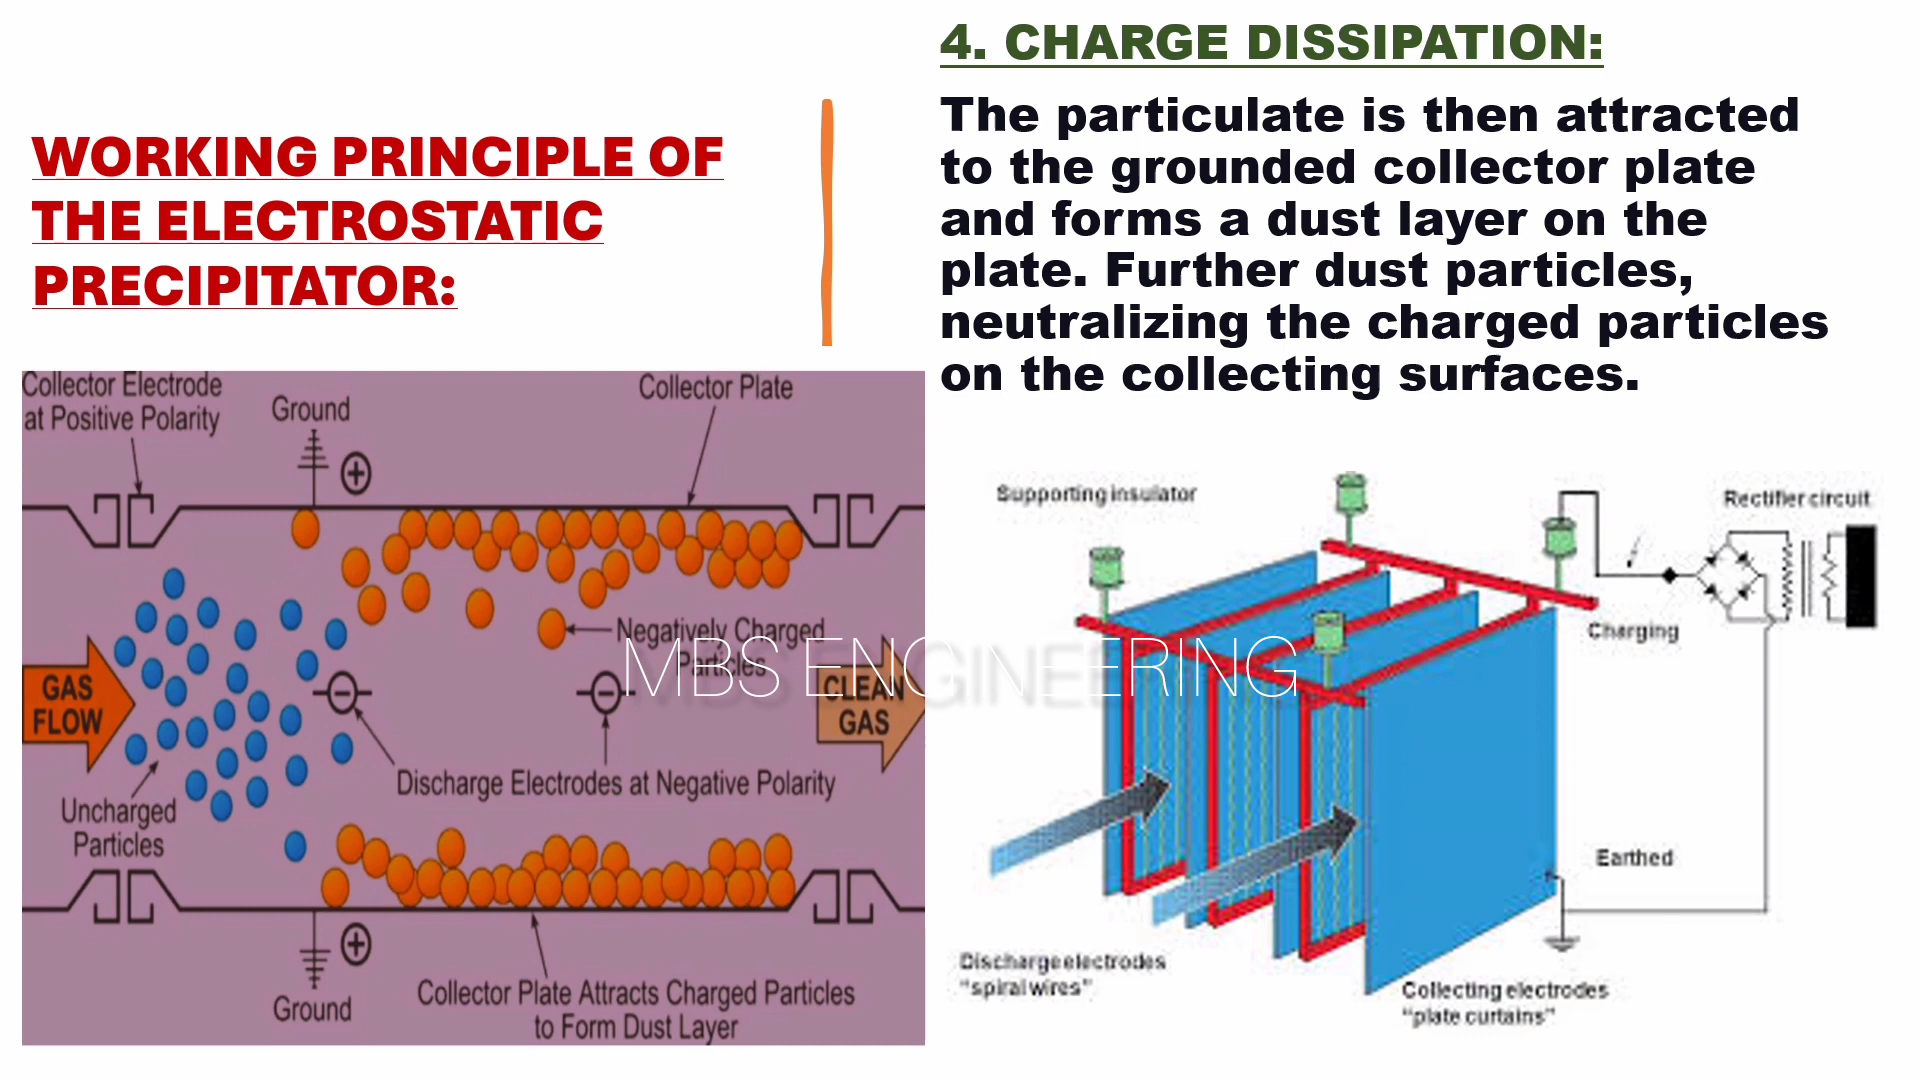 WORKING PRINCIPLE OF
THE ELECTROSTATIC
PRECIPITATOR:
4. CHARGE DISSIPATION:
The particulate is then attracted
to the grounded collector plate
and forms a dust layer on the
plate. Further dust particles,
neutralizing the charged particles
on the collecting surfaces.
Collector Electrode
at Positive Polarity
Ground
Collector Plate
Negatively Charged
Particles
GAS
FLOW
CLEAN
GAS
Discharge Electrodes at Negative Polarity
Uncharged
Particles
Ground
Collector Plate Attracts Charged Particles
to Form Dust Layer
MBS ENGINEERING
Supporting insulator
Rectifier circuit
Charging
Earthed
Discharge electrodes
"spiral wires"
Collecting electrodes
"plate curtains"